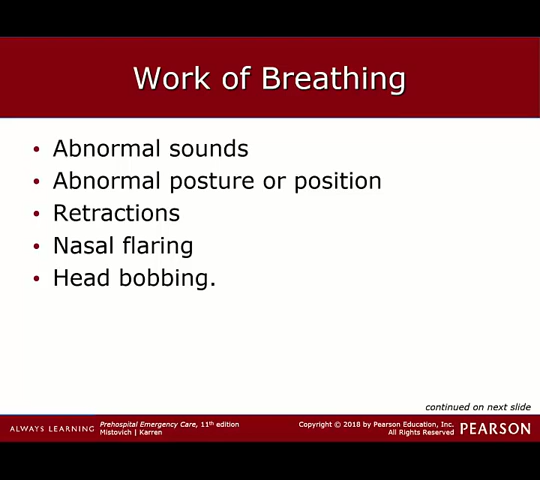 Work of Breathing
• Abnormal sounds
• Abnormal posture or position
• Retractions
• Nasal flaring
• Head bobbing.
continued on next slide
ALWAYS LEARNING
Prehospital Emergency Care, 11th edition
Mistovich | Karren
Copyright © 2018 by Pearson Education, Inc.
All Rights Reserved
PEARSON